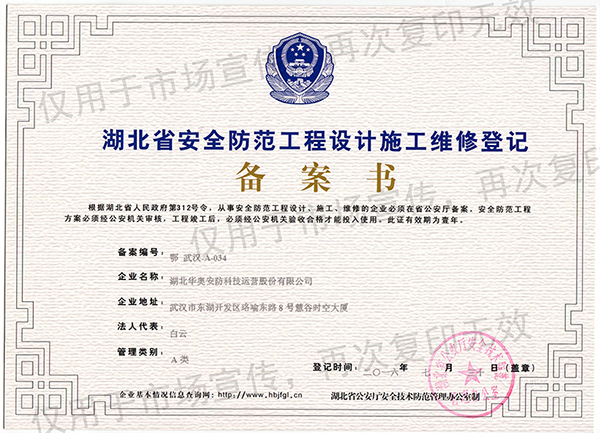 湖北省安全防范工程设计施工维修登记
备案书
根据湖北省人民政府第312号令，从事安全防范工程设计、施工、维修的企业必须在省公安厅备案。安全防范工程
方案必须经公安机关审核，工程竣工后，必须经公安机关验收合格才能投入使用。此证有效期为壹年。
备案编号： 鄂 武汉-A-034
企业名称： 湖北华奥安防科技运营股份有限公司
企业地址： 武汉市东湖开发区珞喻东路8号慧谷时空大厦
法人代表： 白云
管理类别： A类
登记时间： 二〇一六年 七月 十日（盖章）
企业基本情况信息查询网：http://www.hbjfgl.cn
湖北省公安厅安全技术防范管理办公室制
仅用于市场宣传，再次复印无效
仅用于市场宣传，再次复印无效
仅用于市场宣传，再次复印无效